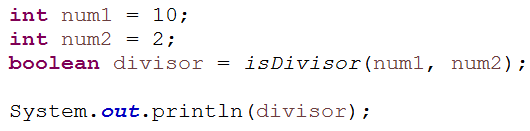 int num1 = 10;
int num2 = 2;
boolean divisor = isDivisor(num1, num2);
System.out.println(divisor);